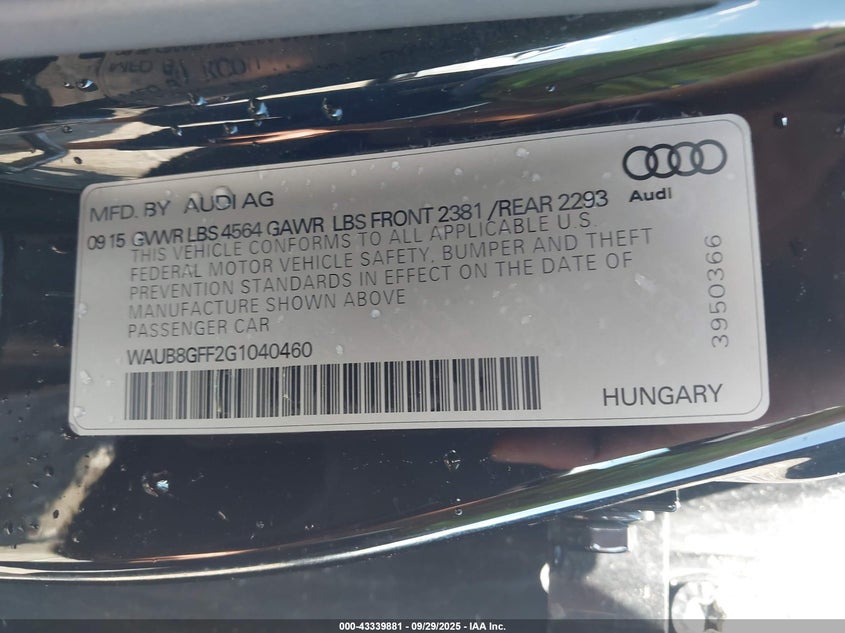 MFD. BY AUDI AG
Audi
09 15 GVWR LBS 4564 GAWR LBS FRONT 2381 /REAR 2293
THIS VEHICLE CONFORMS TO ALL APPLICABLE U.S.
FEDERAL MOTOR VEHICLE SAFETY, BUMPER AND THEFT
PREVENTION STANDARDS IN EFFECT ON THE DATE OF
MANUFACTURE SHOWN ABOVE
PASSENGER CAR
WAUB8GFF2G1040460
HUNGARY
3950366
000-43339881 - 09/29/2025 - IAA Inc.